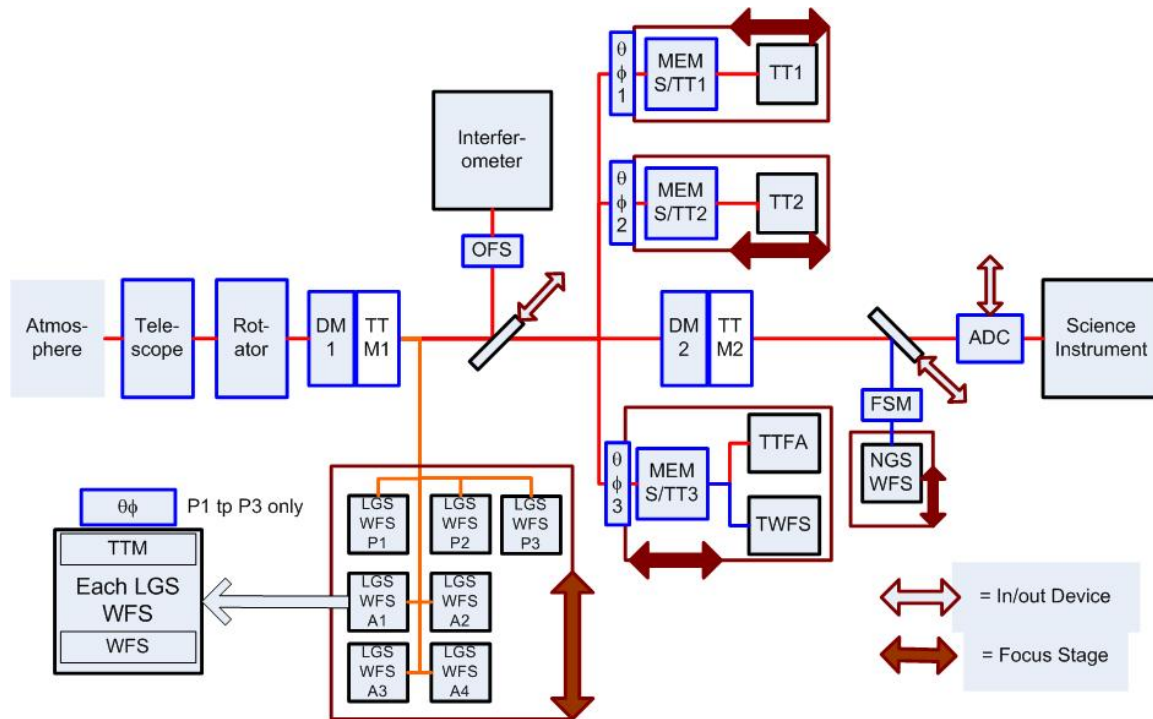 θ
ϕ
1
MEM
S/TT1
TT1
Interfer-
ometer
θ
ϕ
2
MEM
S/TT2
TT2
OFS
Atmos-
phere
Tele-
scope
Rot-
ator
DM
1
TT
M1
DM
2
TT
M2
ADC
Science
Instrument
FSM
NGS
WFS
θ
ϕ
3
MEM
S/TT3
TTFA
TWFS
θϕ
P1 tp P3 only
TTM
Each LGS
WFS
WFS
LGS
WFS
P1
LGS
WFS
P2
LGS
WFS
P3
LGS
WFS
A1
LGS
WFS
A2
LGS
WFS
A3
LGS
WFS
A4
= In/out Device
= Focus Stage